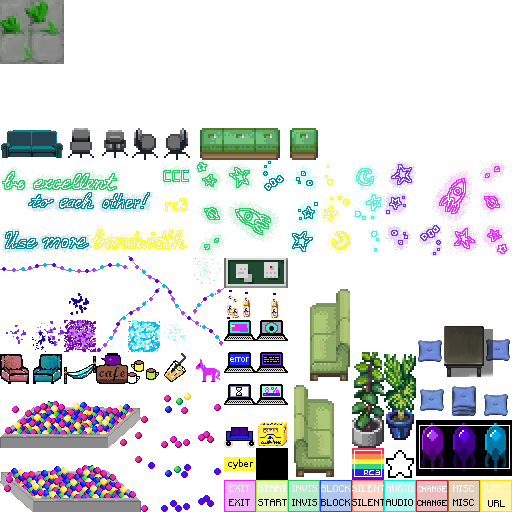 be excellent
to each other!
CCC
rc3
Use more bandwidth
error
cafe
cyber
RC3
EXIT START INVIS BLOCK SILENT AUDIO CHANGE MISC URL
EXIT START INVIS BLOCK SILENT AUDIO CHANGE MISC URL